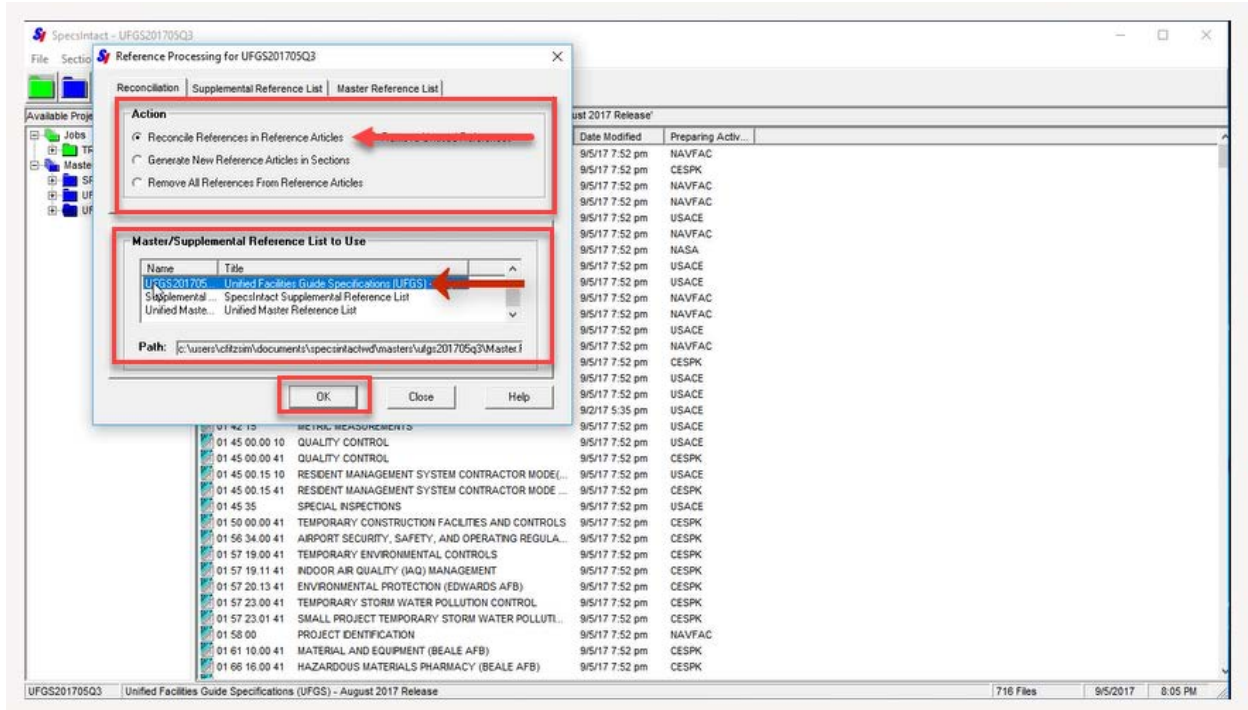 SpecsIntact - UFGS201705Q3
File Sectio
Reference Processing for UFGS201705Q3
Reconciliation Supplemental Reference List Master Reference List
Available Proje
ust 2017 Release'
Action
Reconcile References in Reference Articles
Generate New Reference Articles in Sections
Remove All References From Reference Articles
Master/Supplemental Reference List to Use
Name Title
UFGS201705... Unified Facilities Guide Specifications (UFGS) -
Supplemental ... SpecsIntact Supplemental Reference List
Unified Maste... Unified Master Reference List
Path: c:\users\cfitzsim\documents\specsintactwd\masters\ufgs201705q3\Master.
OK Close Help
Jobs
TR
Maste
SP
UF
UF
Date Modified Preparing Activ...
9/5/17 7:52 pm NAVFAC
9/5/17 7:52 pm CESPK
9/5/17 7:52 pm NAVFAC
9/5/17 7:52 pm NAVFAC
9/5/17 7:52 pm USACE
9/5/17 7:52 pm NAVFAC
9/5/17 7:52 pm NASA
9/5/17 7:52 pm USACE
9/5/17 7:52 pm USACE
9/5/17 7:52 pm NAVFAC
9/5/17 7:52 pm NAVFAC
9/5/17 7:52 pm USACE
9/5/17 7:52 pm NAVFAC
9/5/17 7:52 pm CESPK
9/5/17 7:52 pm USACE
9/5/17 7:52 pm USACE
9/2/17 5:35 pm USACE
01 42 15 METRIC MEASUREMENTS 9/5/17 7:52 pm USACE
01 45 00.00 10 QUALITY CONTROL 9/5/17 7:52 pm USACE
01 45 00.00 41 QUALITY CONTROL 9/5/17 7:52 pm CESPK
01 45 00.15 10 RESIDENT MANAGEMENT SYSTEM CONTRACTOR MODE(... 9/5/17 7:52 pm USACE
01 45 00.15 41 RESIDENT MANAGEMENT SYSTEM CONTRACTOR MODE ... 9/5/17 7:52 pm CESPK
01 45 35 SPECIAL INSPECTIONS 9/5/17 7:52 pm USACE
01 50 00.00 41 TEMPORARY CONSTRUCTION FACILITIES AND CONTROLS 9/5/17 7:52 pm CESPK
01 56 34.00 41 AIRPORT SECURITY, SAFETY, AND OPERATING REGULA... 9/5/17 7:52 pm CESPK
01 57 19.00 41 TEMPORARY ENVIRONMENTAL CONTROLS 9/5/17 7:52 pm CESPK
01 57 19.11 41 INDOOR AIR QUALITY (IAQ) MANAGEMENT 9/5/17 7:52 pm CESPK
01 57 20.13 41 ENVIRONMENTAL PROTECTION (EDWARDS AFB) 9/5/17 7:52 pm CESPK
01 57 23.00 41 TEMPORARY STORM WATER POLLUTION CONTROL 9/5/17 7:52 pm CESPK
01 57 23.01 41 SMALL PROJECT TEMPORARY STORM WATER POLLUTI... 9/5/17 7:52 pm CESPK
01 58 00 PROJECT IDENTIFICATION 9/5/17 7:52 pm NAVFAC
01 61 10.00 41 MATERIAL AND EQUIPMENT (BEALE AFB) 9/5/17 7:52 pm CESPK
01 66 16.00 41 HAZARDOUS MATERIALS PHARMACY (BEALE AFB) 9/5/17 7:52 pm CESPK
UFGS201705Q3 Unified Facilities Guide Specifications (UFGS) - August 2017 Release 716 Files 9/5/2017 8:05 PM